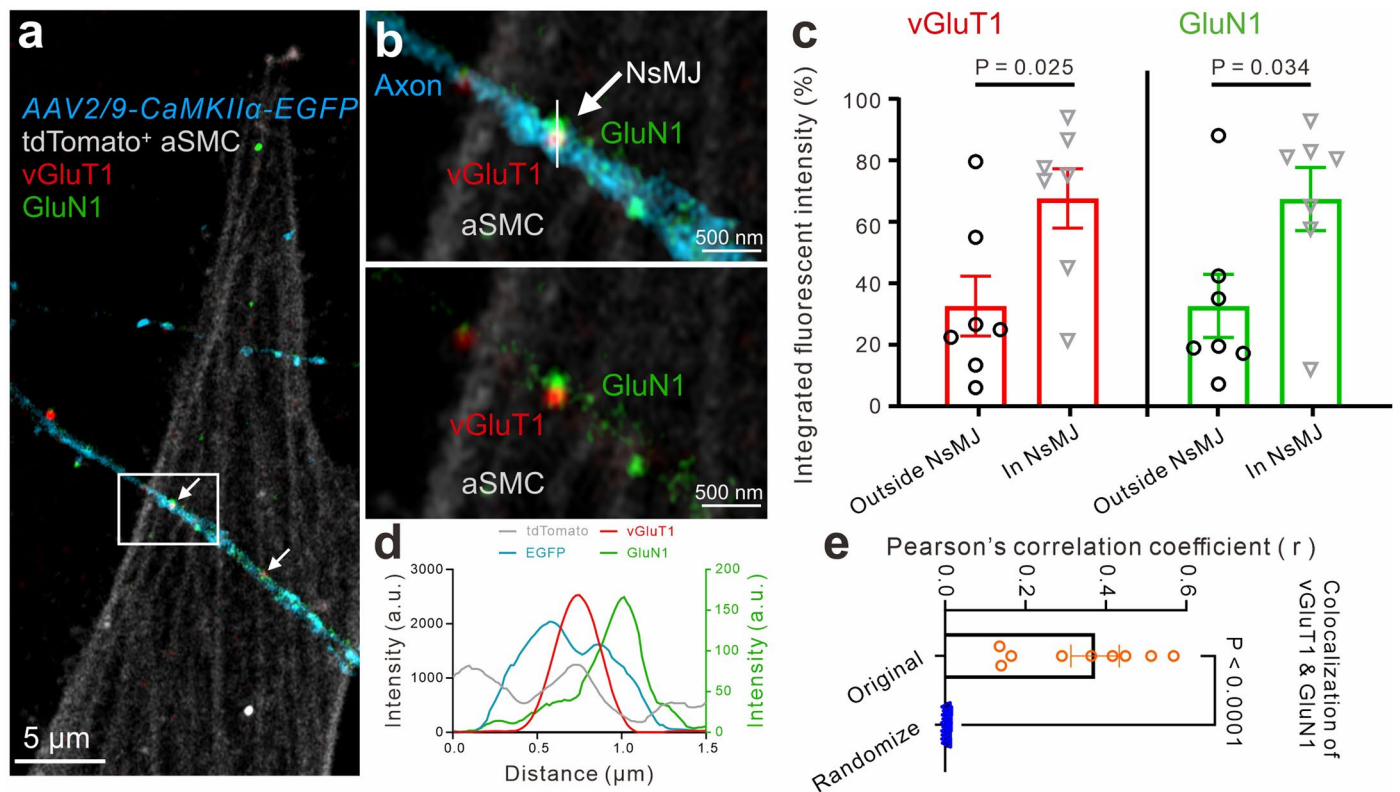 a
AAV2/9-CaMKIIα-EGFP
tdTomato⁺ aSMC
vGluT1
GluN1
5 μm
b
Axon
NsMJ
GluN1
vGluT1
aSMC
500 nm
GluN1
vGluT1
aSMC
500 nm
c
vGluT1
GluN1
P = 0.025
P = 0.034
Integrated fluorescent intensity (%)
100
80
60
40
20
0
Outside NsMJ
In NsMJ
Outside NsMJ
In NsMJ
d
tdTomato
vGluT1
EGFP
GluN1
Intensity (a.u.)
3000
2000
1000
0
200
150
100
50
0
Intensity (a.u.)
0.0
0.5
1.0
1.5
Distance (μm)
e
Pearson's correlation coefficient ( r )
0.0
0.2
0.4
0.6
Original
Randomize
P < 0.0001
Colocalization of
vGluT1 & GluN1